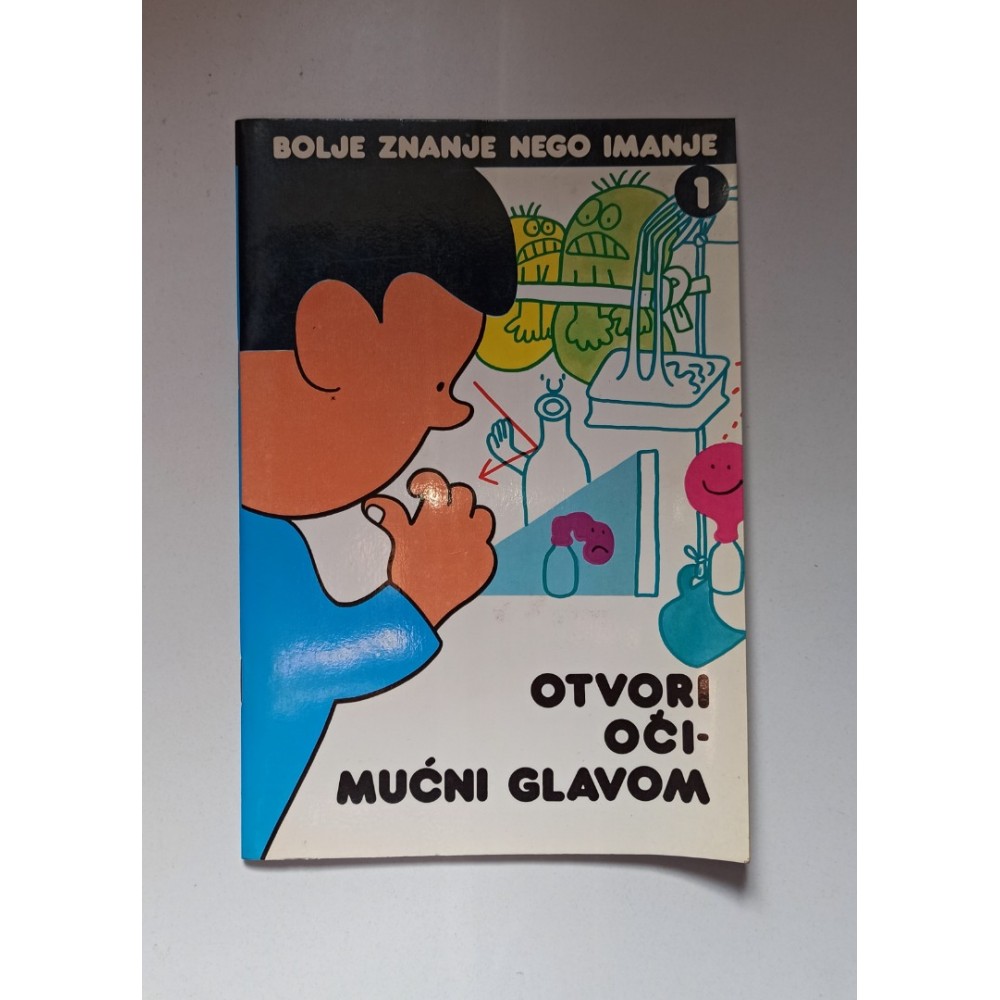 BOLJE ZNANJE NEGO IMANJE
1
OTVORI
OČI-
MUĆNI GLAVOM